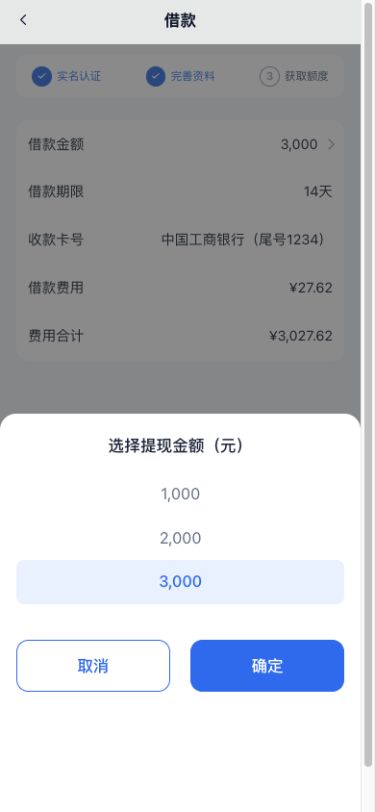 借款
实名认证 完善资料 3 获取额度
借款金额 3,000
借款期限 14天
收款卡号 中国工商银行（尾号1234）
借款费用 ¥27.62
费用合计 ¥3,027.62
选择提现金额（元）
1,000
2,000
3,000
取消 确定